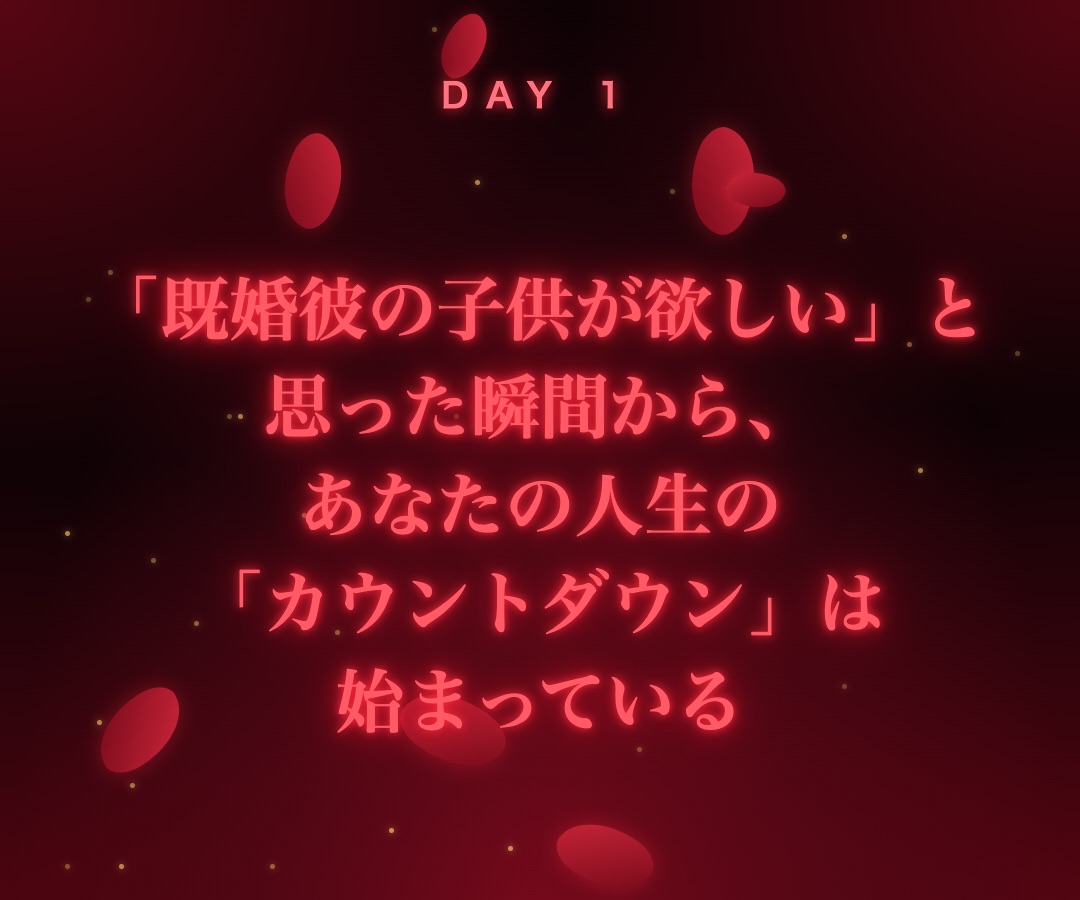 DAY 1
「既婚彼の子供が欲しい」と
思った瞬間から、
あなたの人生の
「カウントダウン」は
始まっている